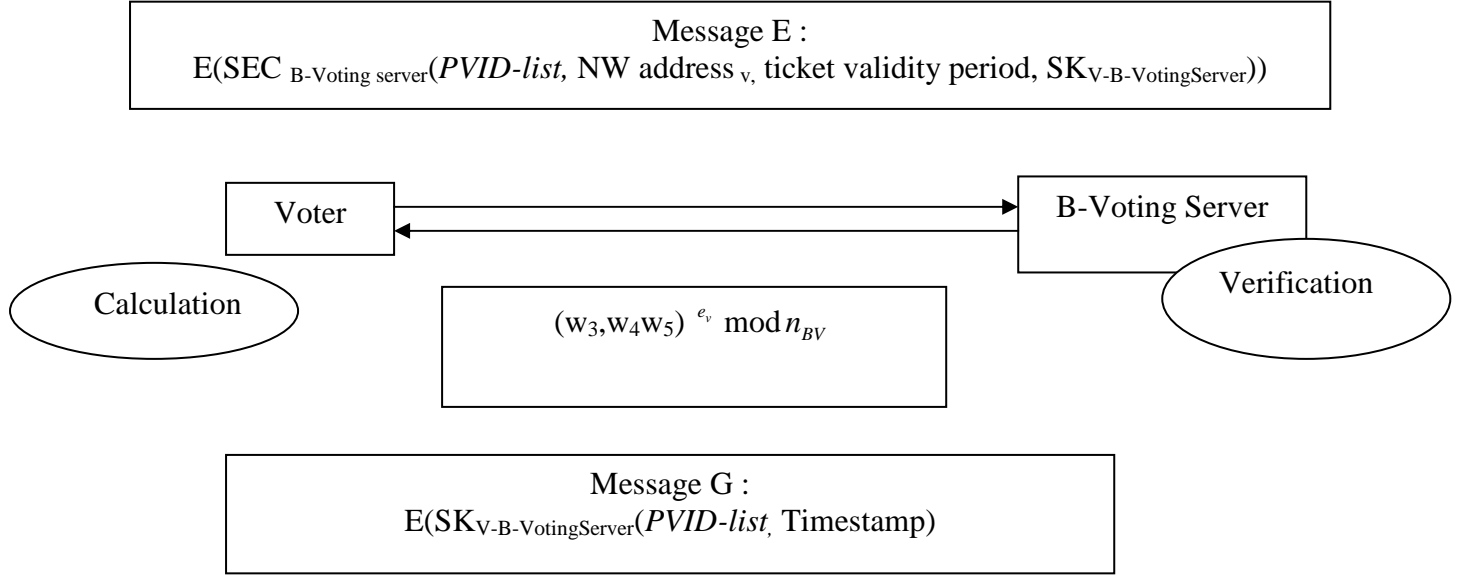 Message E :
E(SEC B-Voting server(PVID-list, NW address v, ticket validity period, SKV-B-VotingServer))
Voter
B-Voting Server
Calculation
Verification
(w3,w4w5) ev mod nBV
Message G :
E(SKV-B-VotingServer(PVID-list, Timestamp)